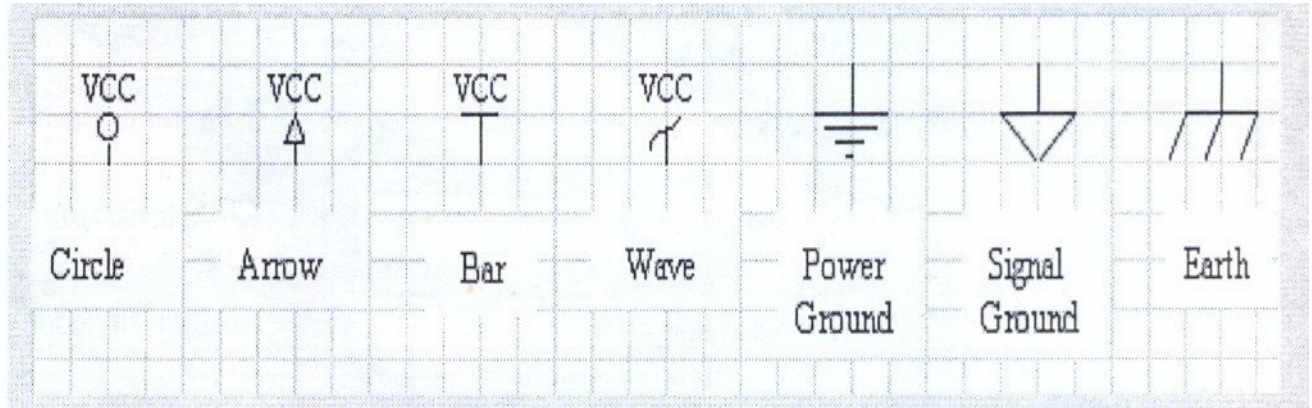 VCC VCC VCC VCC
Circle Arrow Bar Wave Power Signal Earth
Ground Ground